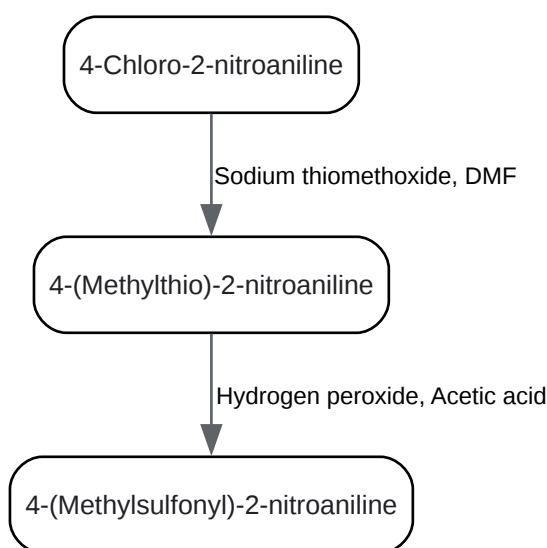 4-Chloro-2-nitroaniline
Sodium thiomethoxide, DMF
4-(Methylthio)-2-nitroaniline
Hydrogen peroxide, Acetic acid
4-(Methylsulfonyl)-2-nitroaniline